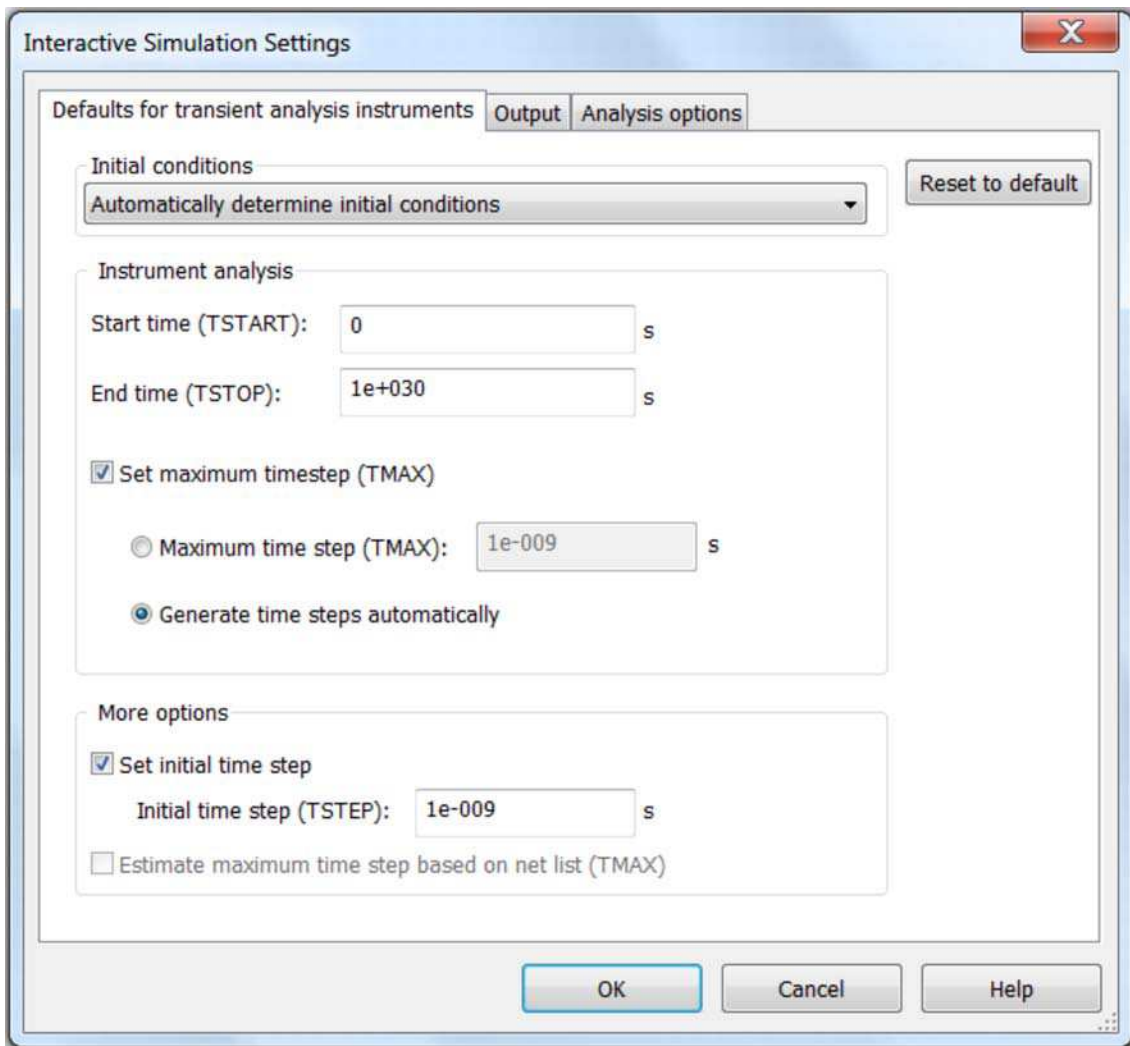 Interactive Simulation Settings
X
Defaults for transient analysis instruments Output Analysis options
Initial conditions
Automatically determine initial conditions
Reset to default
Instrument analysis
Start time (TSTART): 0 s
End time (TSTOP): 1e+030 s
Set maximum timestep (TMAX)
Maximum time step (TMAX): 1e-009 s
Generate time steps automatically
More options
Set initial time step
Initial time step (TSTEP): 1e-009 s
Estimate maximum time step based on net list (TMAX)
OK Cancel Help